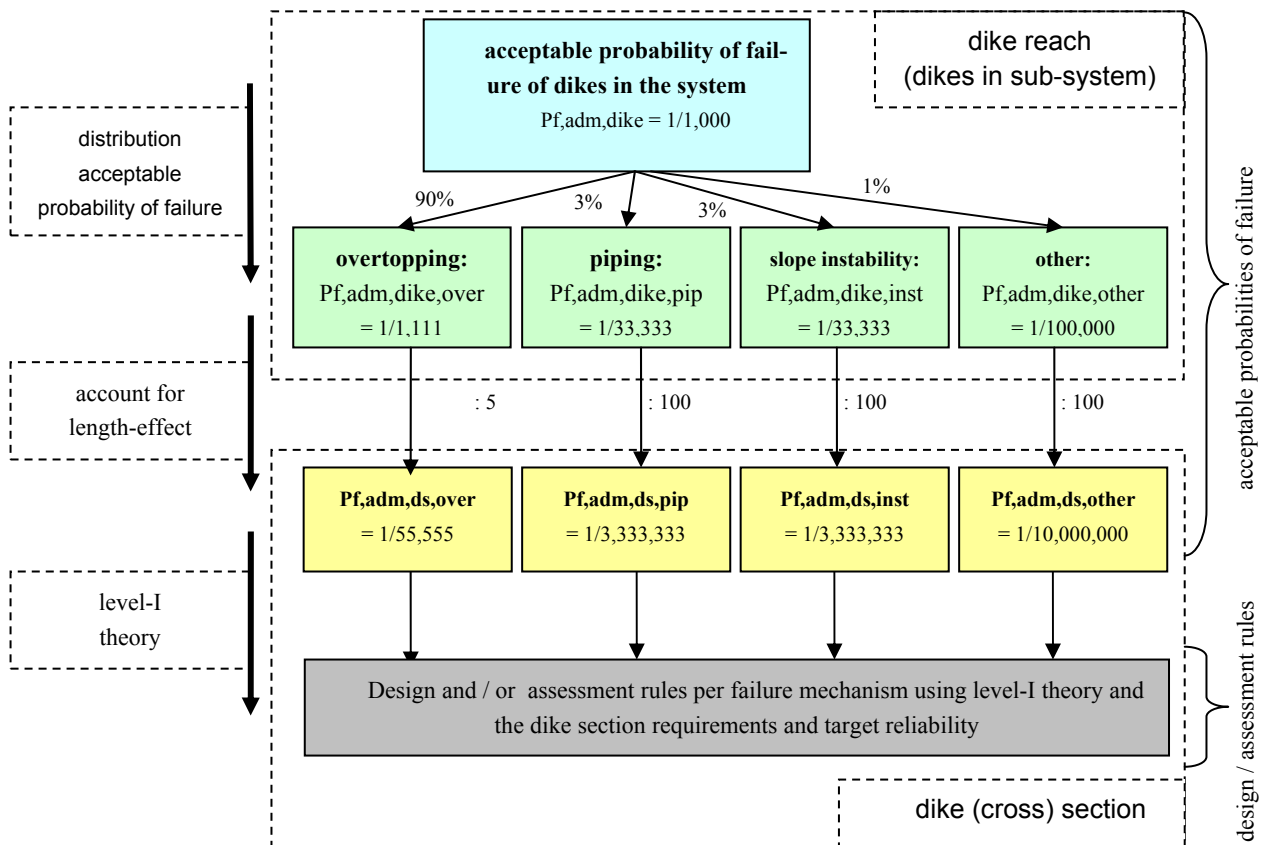 acceptable probability of fail-
ure of dikes in the system
Pf,adm,dike = 1/1,000
dike reach
(dikes in sub-system)
distribution
acceptable
probability of failure
90%
3%
3%
1%
overtopping:
Pf,adm,dike,over
= 1/1,111
piping:
Pf,adm,dike,pip
= 1/33,333
slope instability:
Pf,adm,dike,inst
= 1/33,333
other:
Pf,adm,dike,other
= 1/100,000
acceptable probabilities of failure
account for
length-effect
: 5
: 100
: 100
: 100
Pf,adm,ds,over
= 1/55,555
Pf,adm,ds,pip
= 1/3,333,333
Pf,adm,ds,inst
= 1/3,333,333
Pf,adm,ds,other
= 1/10,000,000
level-I
theory
Design and / or assessment rules per failure mechanism using level-I theory and
the dike section requirements and target reliability
design / assessment rules
dike (cross) section